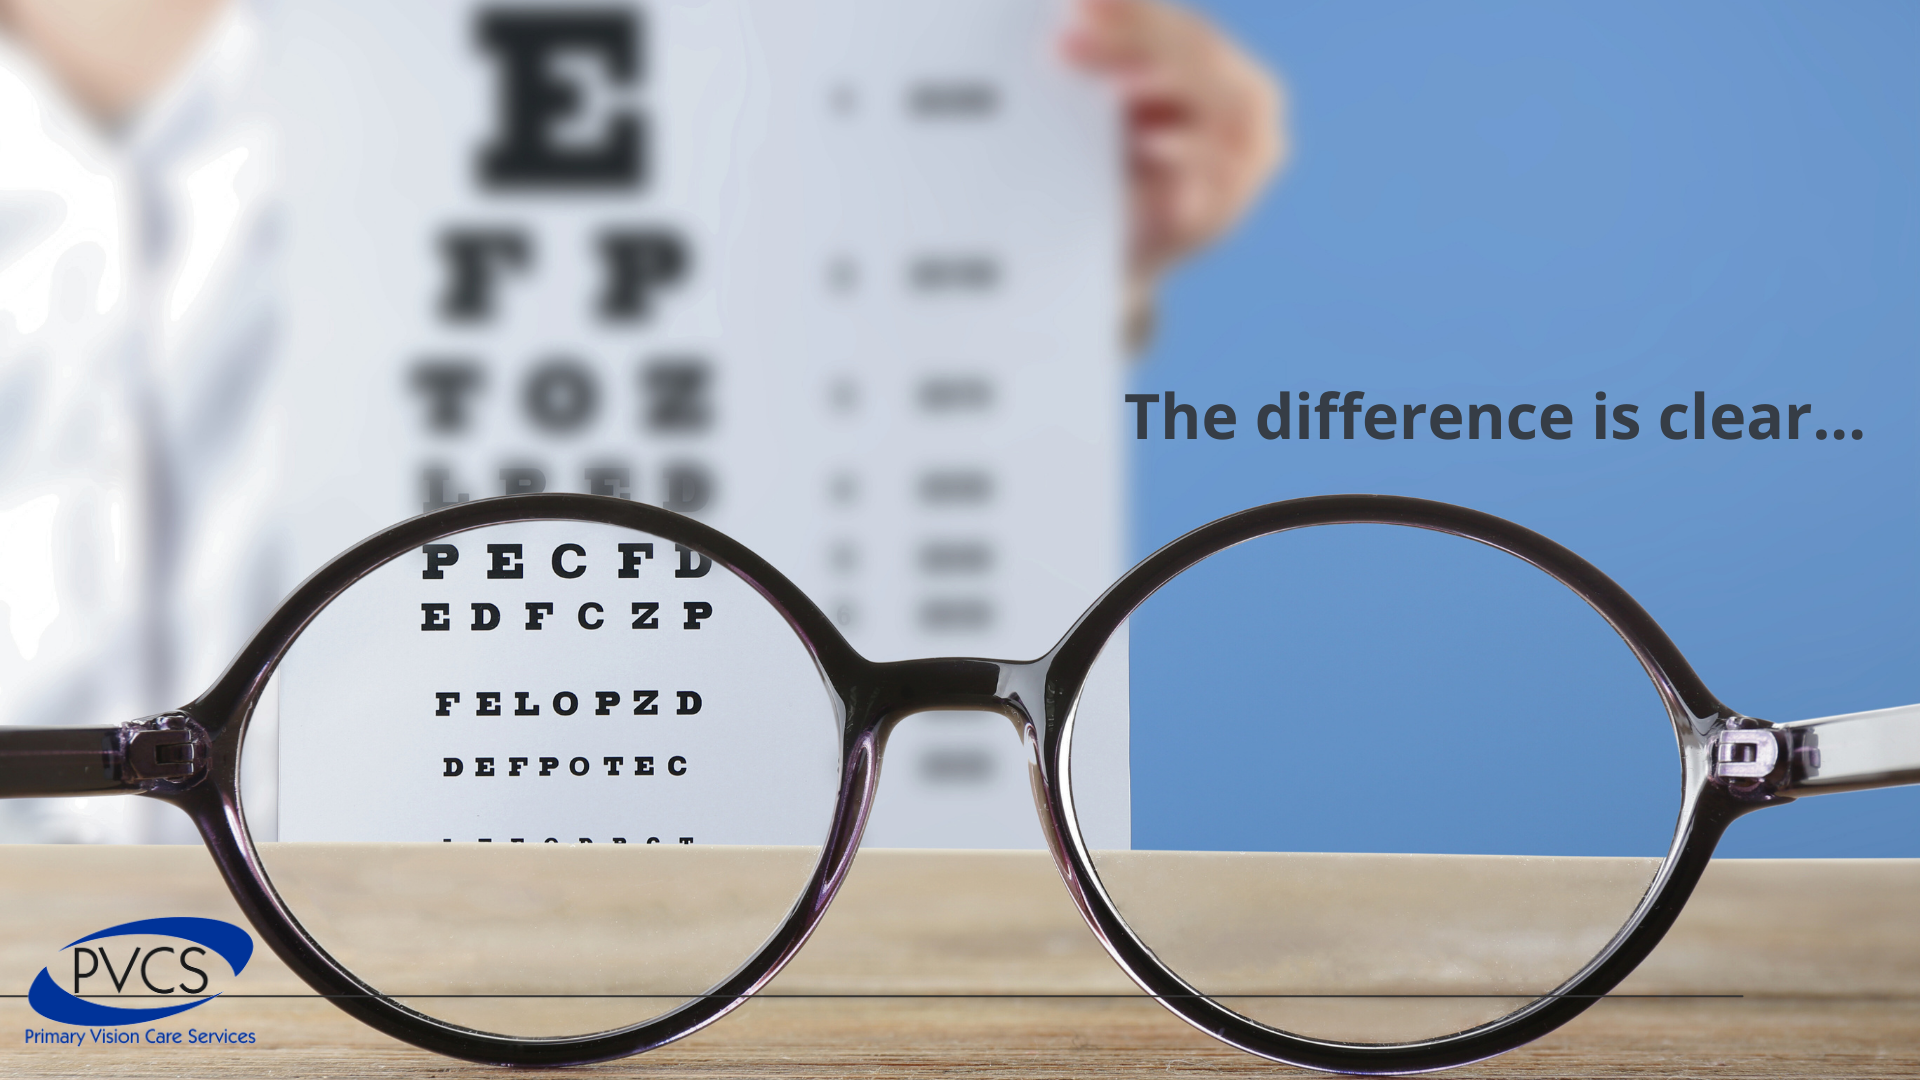 E
F P
T O Z
L P E D
P E C F D
E D F C Z P
F E L O P Z D
D E F P O T E C
The difference is clear...
PVCS
Primary Vision Care Services